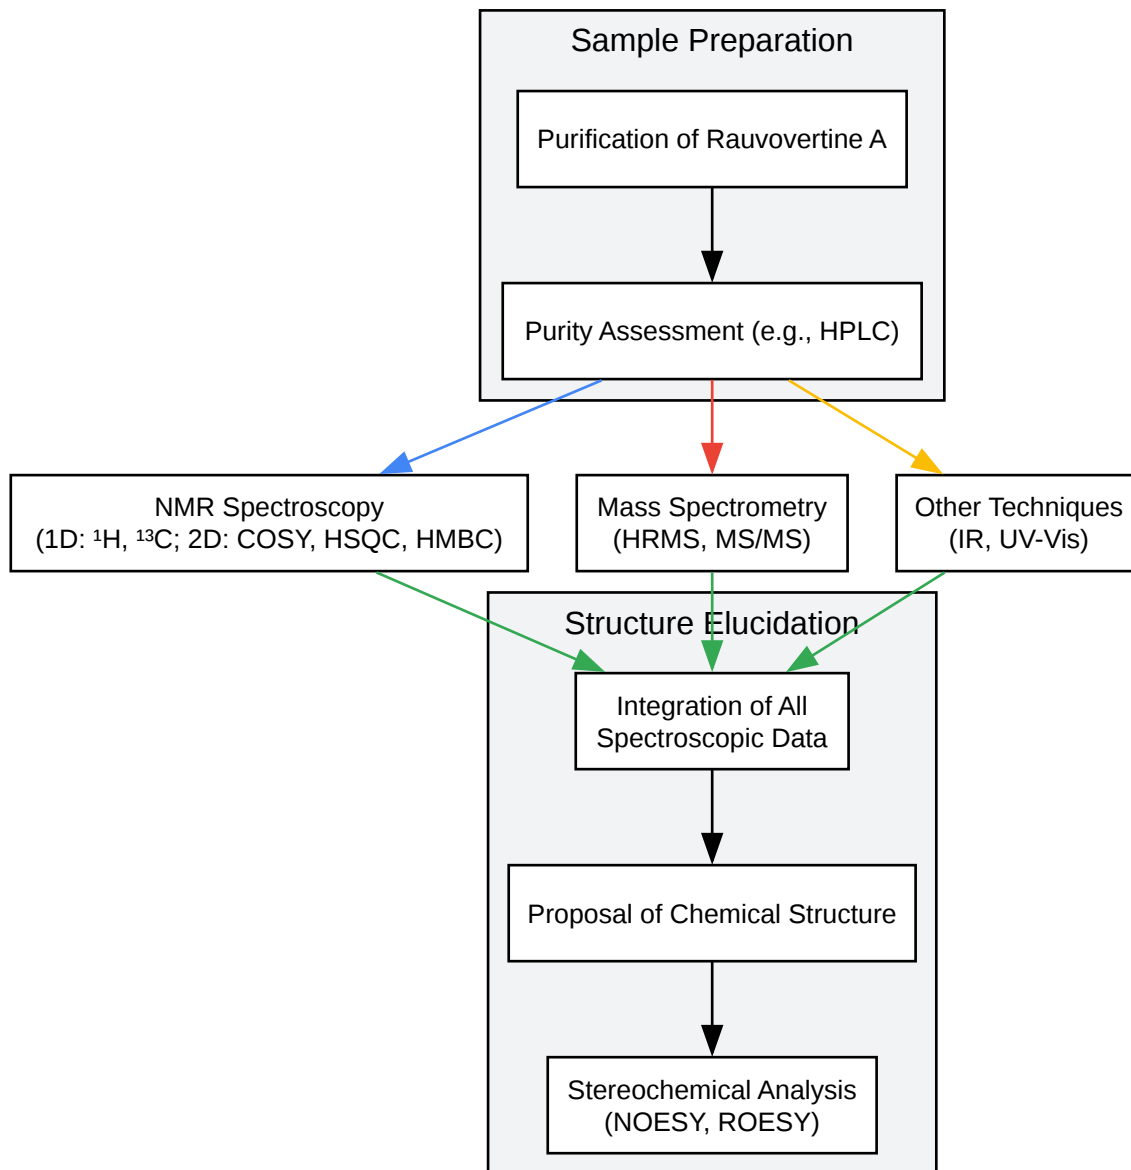 Sample Preparation
Purification of Rauvovertine A
Purity Assessment (e.g., HPLC)
NMR Spectroscopy
(1D: ¹H, ¹³C; 2D: COSY, HSQC, HMBC)
Mass Spectrometry
(HRMS, MS/MS)
Other Techniques
(IR, UV-Vis)
Structure Elucidation
Integration of All
Spectroscopic Data
Proposal of Chemical Structure
Stereochemical Analysis
(NOESY, ROESY)